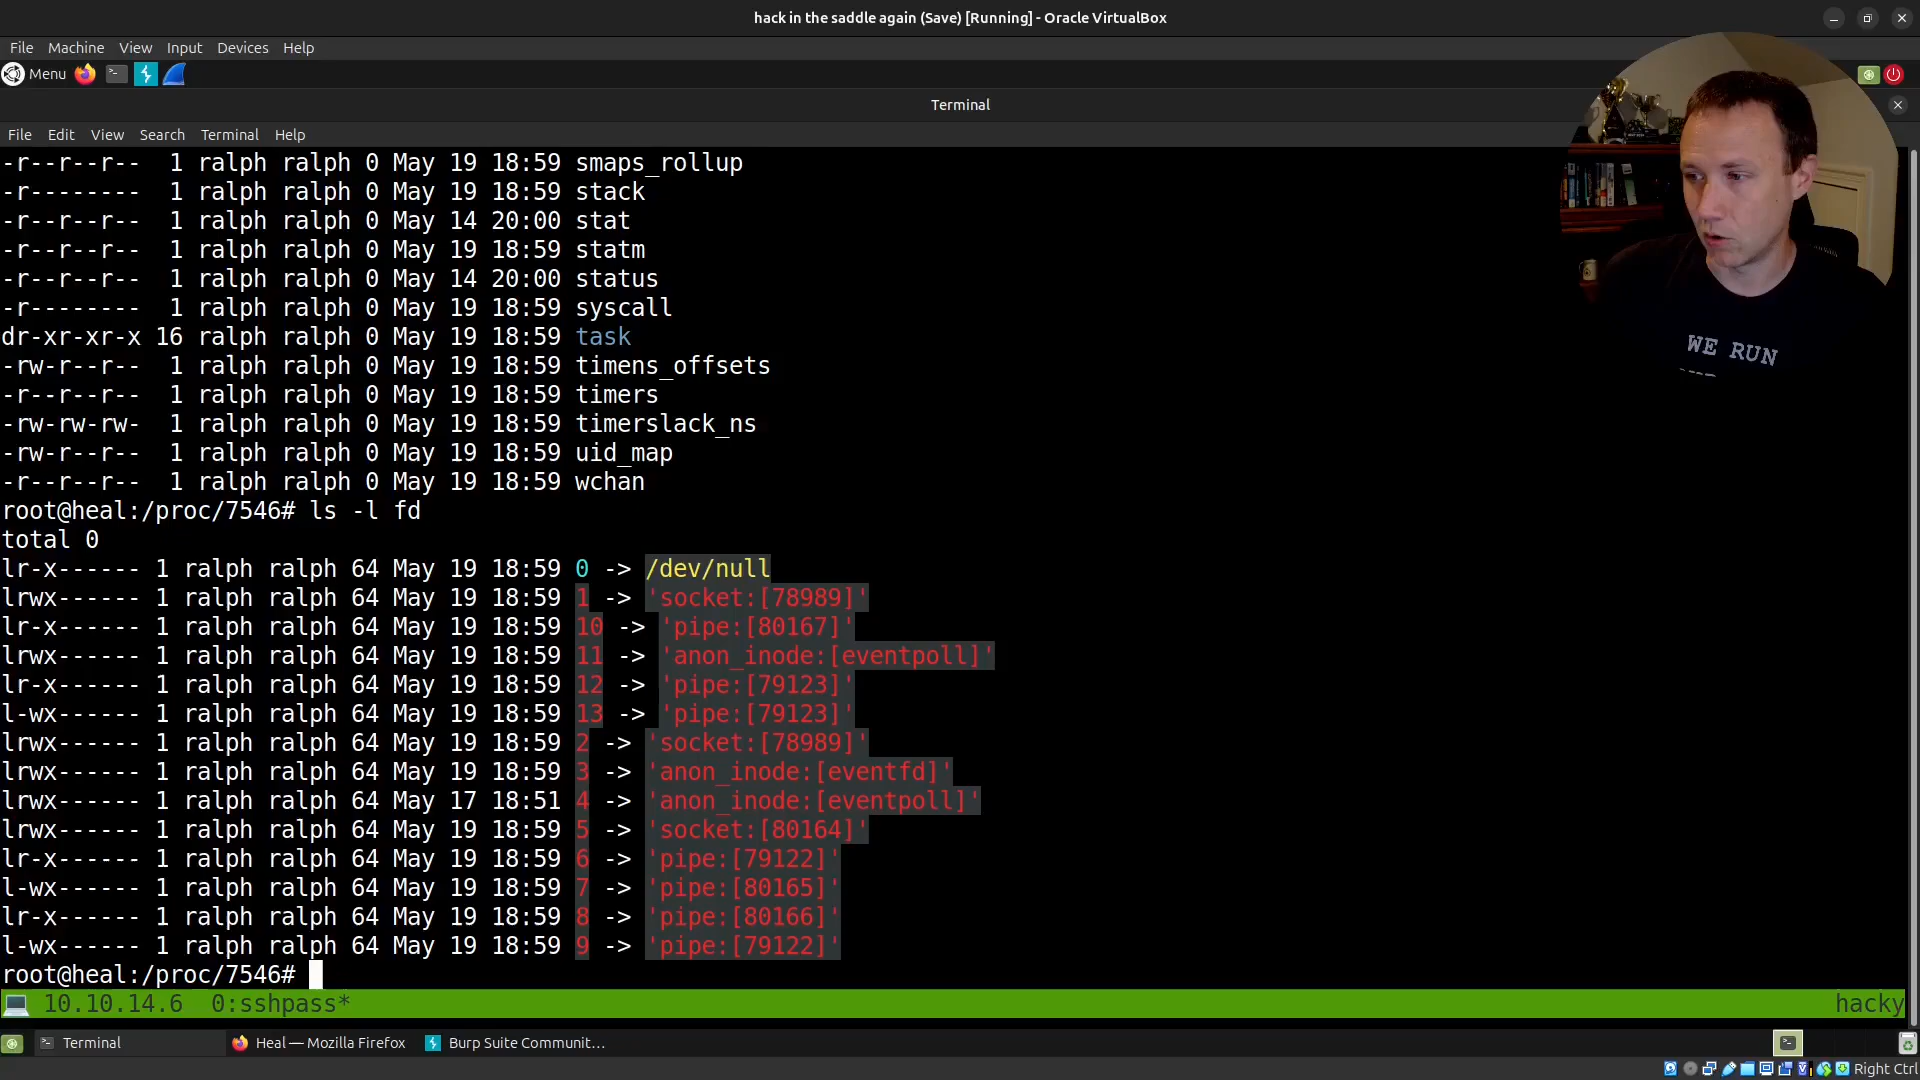 hack in the saddle again (Save) [Running] - Oracle VirtualBox
File Machine View Input Devices Help
Menu
Terminal
File Edit View Search Terminal Help
-r--r--r-- 1 ralph ralph 0 May 19 18:59 smaps_rollup
-r-------- 1 ralph ralph 0 May 19 18:59 stack
-r--r--r-- 1 ralph ralph 0 May 14 20:00 stat
-r--r--r-- 1 ralph ralph 0 May 19 18:59 statm
-r--r--r-- 1 ralph ralph 0 May 14 20:00 status
-r-------- 1 ralph ralph 0 May 19 18:59 syscall
dr-xr-xr-x 16 ralph ralph 0 May 19 18:59 task
-rw-r--r-- 1 ralph ralph 0 May 19 18:59 timens_offsets
-r--r--r-- 1 ralph ralph 0 May 19 18:59 timers
-rw-rw-rw- 1 ralph ralph 0 May 19 18:59 timerslack_ns
-rw-r--r-- 1 ralph ralph 0 May 19 18:59 uid_map
-r--r--r-- 1 ralph ralph 0 May 19 18:59 wchan
root@heal:/proc/7546# ls -l fd
total 0
lr-x------ 1 ralph ralph 64 May 19 18:59 0 -> /dev/null
lrwx------ 1 ralph ralph 64 May 19 18:59 1 -> 'socket:[78989]'
lr-x------ 1 ralph ralph 64 May 19 18:59 10 -> 'pipe:[80167]'
lrwx------ 1 ralph ralph 64 May 19 18:59 11 -> 'anon_inode:[eventpoll]'
lr-x------ 1 ralph ralph 64 May 19 18:59 12 -> 'pipe:[79123]'
l-wx------ 1 ralph ralph 64 May 19 18:59 13 -> 'pipe:[79123]'
lrwx------ 1 ralph ralph 64 May 19 18:59 2 -> 'socket:[78989]'
lrwx------ 1 ralph ralph 64 May 19 18:59 3 -> 'anon_inode:[eventfd]'
lrwx------ 1 ralph ralph 64 May 17 18:51 4 -> 'anon_inode:[eventpoll]'
lrwx------ 1 ralph ralph 64 May 19 18:59 5 -> 'socket:[80164]'
lr-x------ 1 ralph ralph 64 May 19 18:59 6 -> 'pipe:[79122]'
l-wx------ 1 ralph ralph 64 May 19 18:59 7 -> 'pipe:[80165]'
lr-x------ 1 ralph ralph 64 May 19 18:59 8 -> 'pipe:[80166]'
l-wx------ 1 ralph ralph 64 May 19 18:59 9 -> 'pipe:[79122]'
root@heal:/proc/7546#
10.10.14.6 0:sshpass* hacky
Terminal Heal — Mozilla Firefox Burp Suite Communit...
Right Ctrl
WE RUN